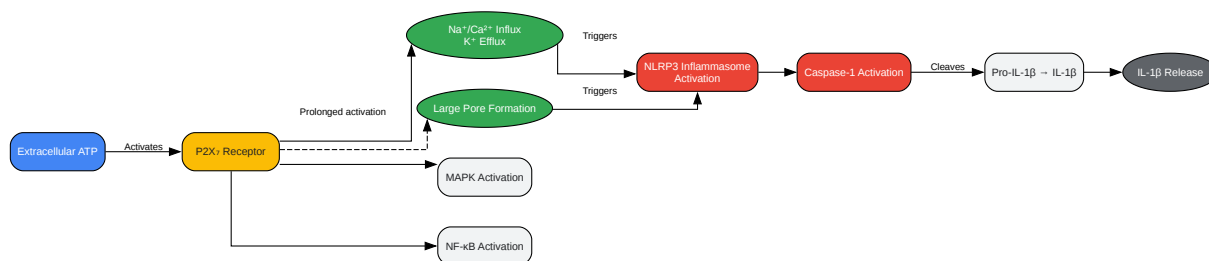 Na⁺/Ca²⁺ Influx
K⁺ Efflux
Triggers
NLRP3 Inflammasome
Activation
Caspase-1 Activation
Cleaves
Pro-IL-1β → IL-1β
IL-1β Release
Triggers
Large Pore Formation
Prolonged activation
Extracellular ATP
Activates
P2X₇ Receptor
MAPK Activation
NF-κB Activation